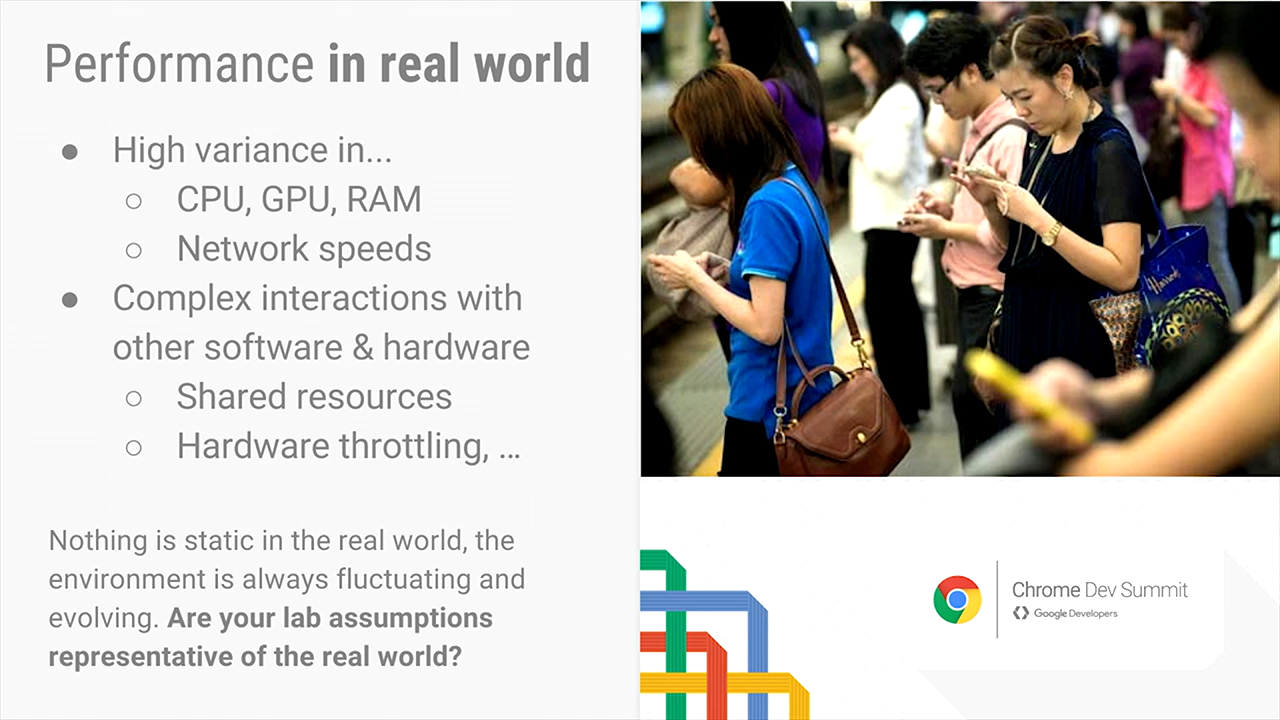 Performance in real world
● High variance in...
○ CPU, GPU, RAM
○ Network speeds
● Complex interactions with
other software & hardware
○ Shared resources
○ Hardware throttling, ...
Nothing is static in the real world, the
environment is always fluctuating and
evolving. Are your lab assumptions
representative of the real world?
Harrods
Chrome Dev Summit
Google Developers